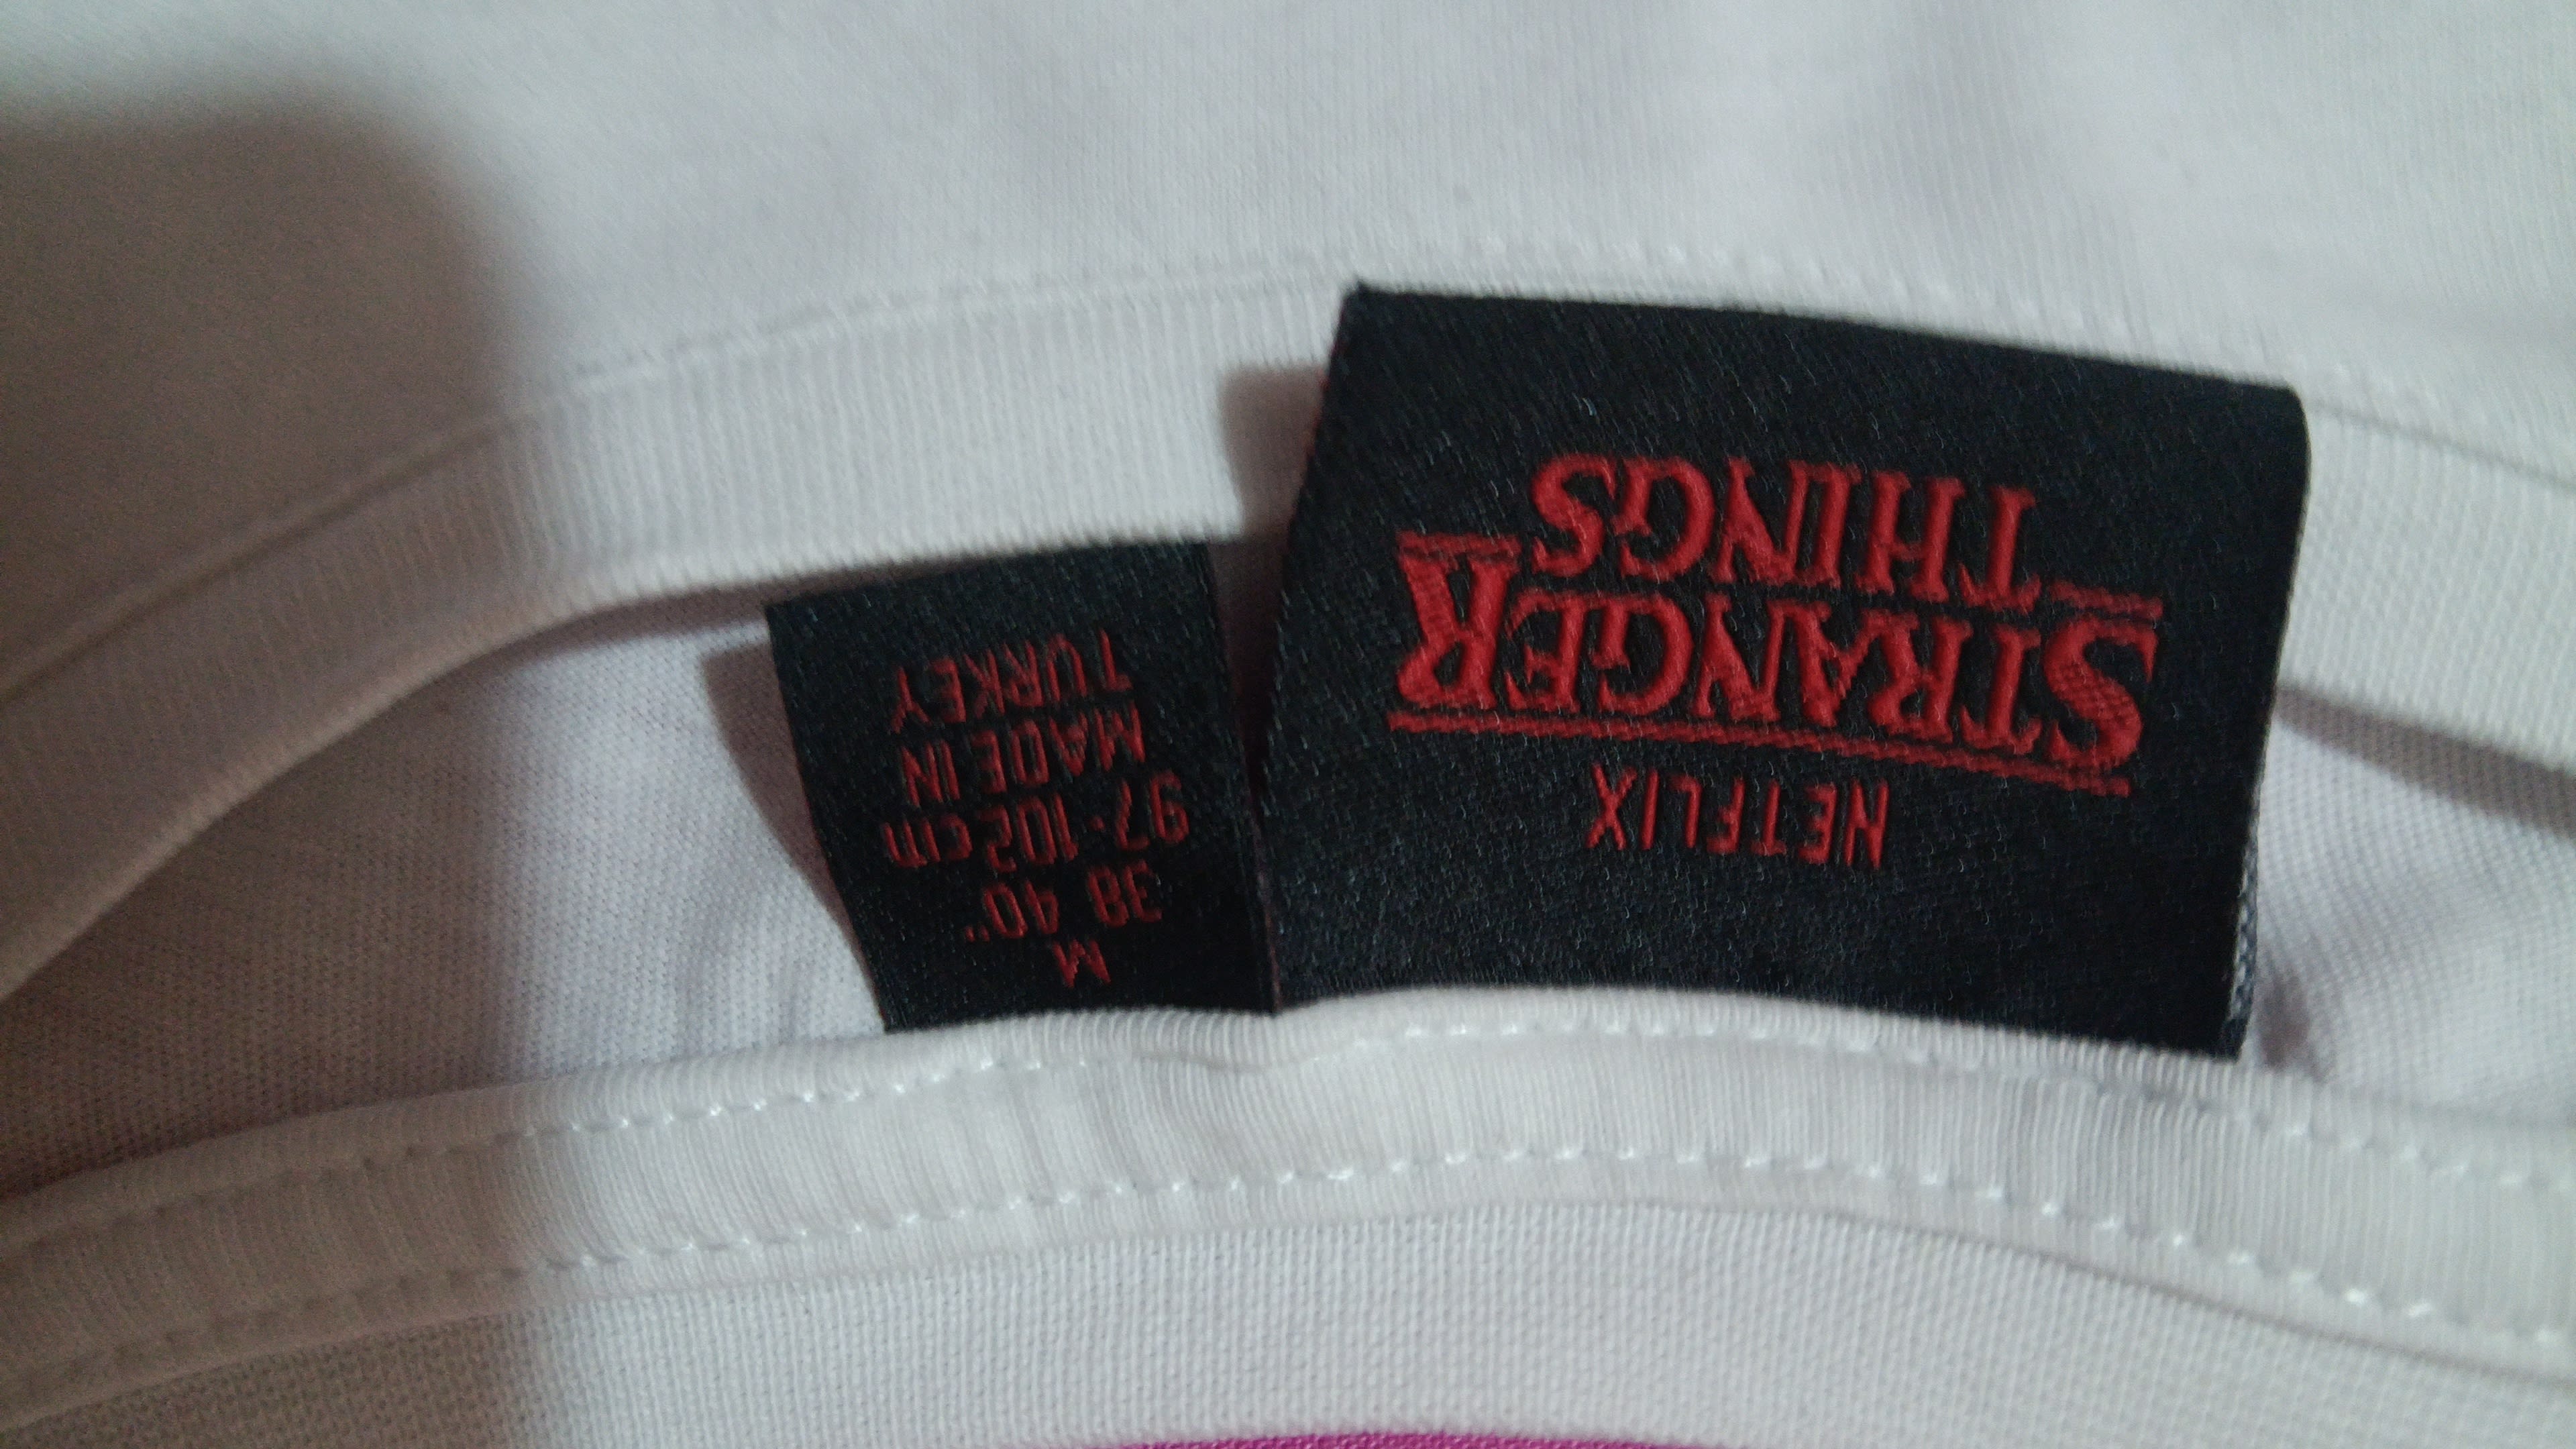 NETFLIX
STRANGER
THINGS
M
38 40"
97-102cm
MADE IN
TURKEY